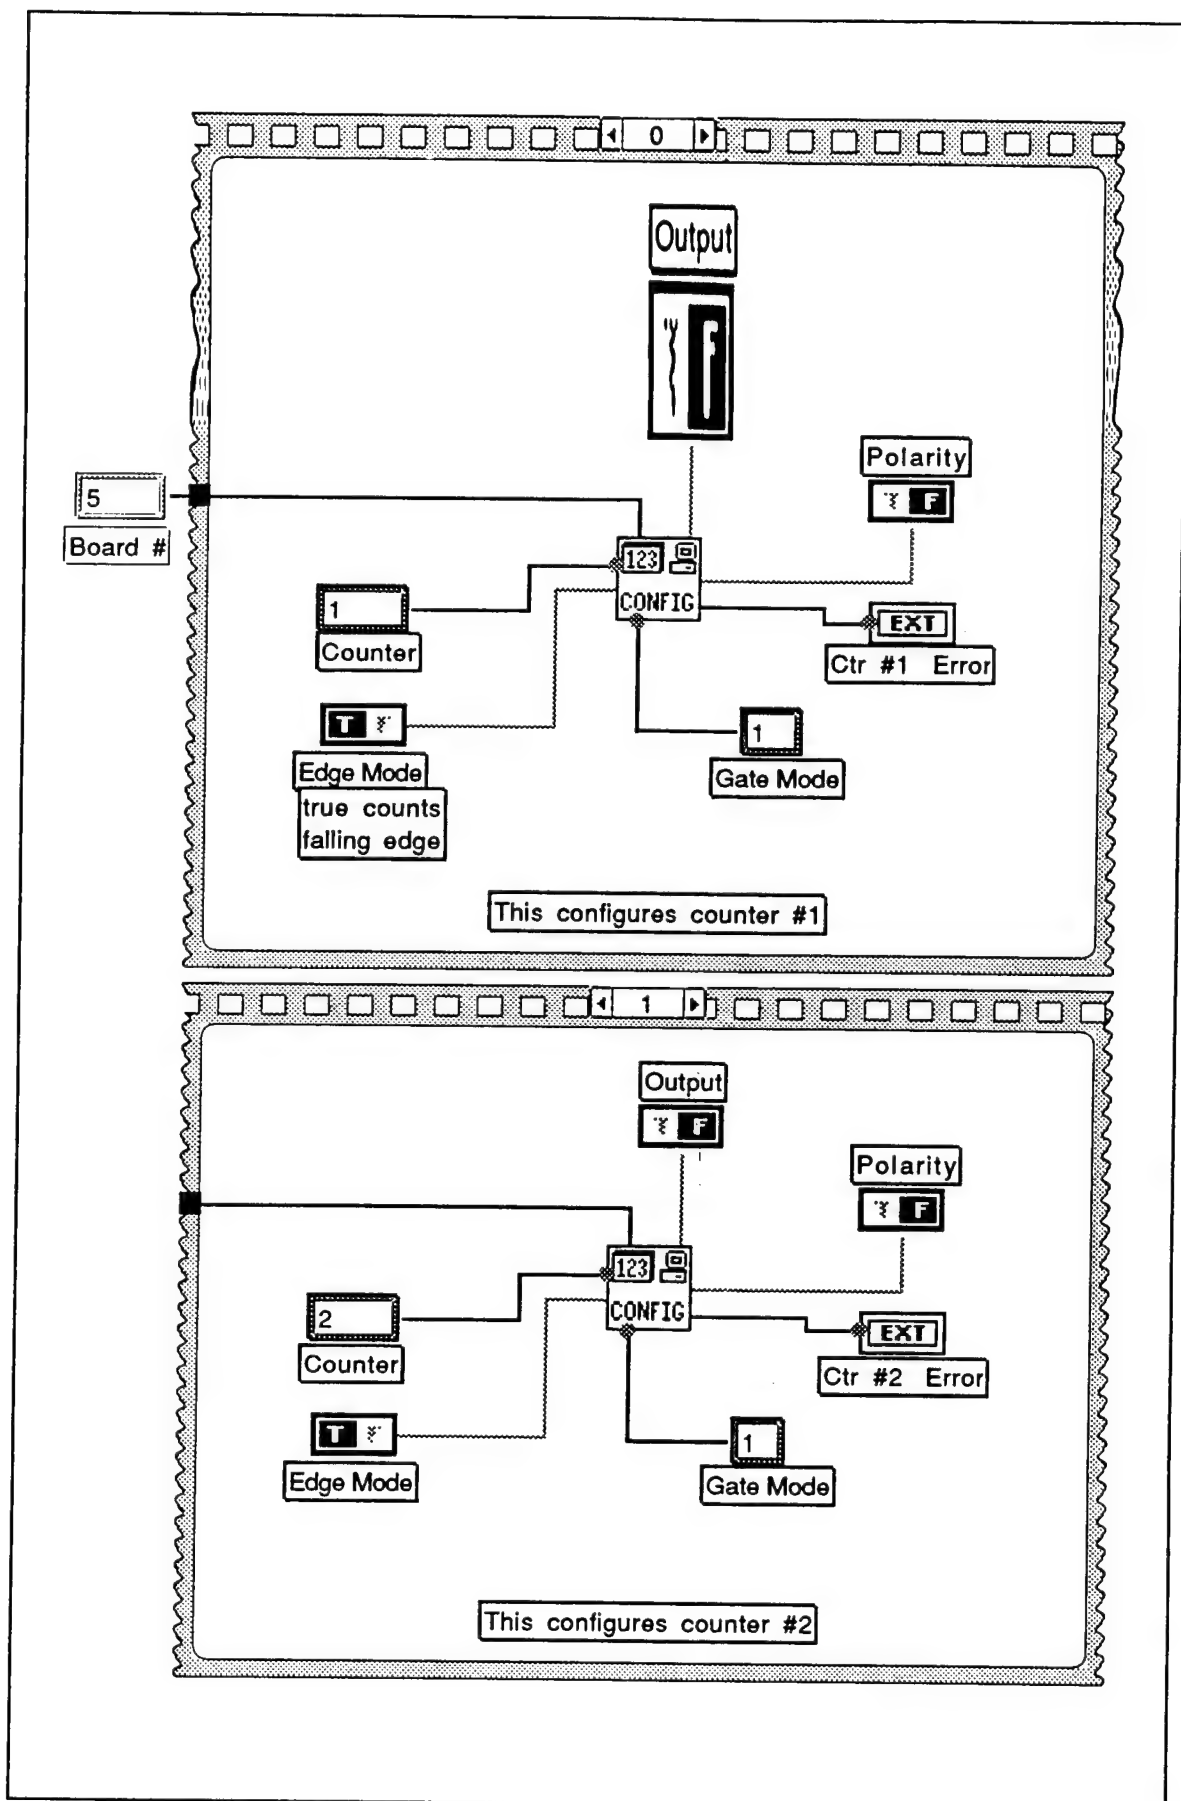 0
Output
F
Polarity
F
5
Board #
123
CONFIG
1
Counter
EXT
Ctr #1 Error
T F
1
Edge Mode
Gate Mode
true counts
falling edge
This configures counter #1
1
Output
F
Polarity
F
123
CONFIG
2
Counter
EXT
Ctr #2 Error
T F
1
Edge Mode
Gate Mode
This configures counter #2